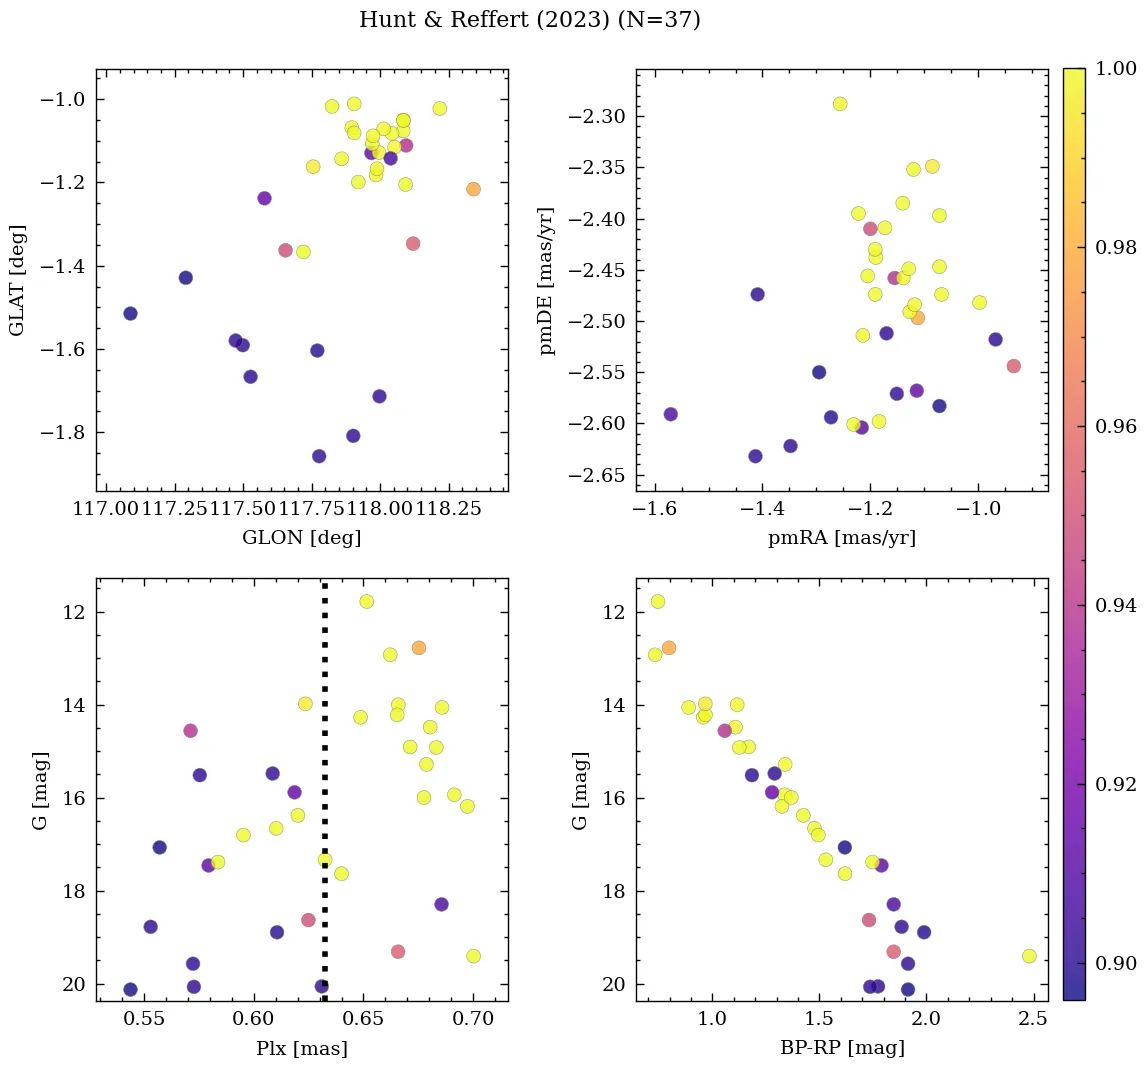 Hunt & Reffert (2023) (N=37)
−1.0
−1.2
−1.4
−1.6
−1.8
GLAT [deg]
117.00 117.25 117.50 117.75 118.00 118.25
GLON [deg]
−2.30
−2.35
−2.40
−2.45
−2.50
−2.55
−2.60
−2.65
pmDE [mas/yr]
−1.6 −1.4 −1.2 −1.0
pmRA [mas/yr]
12
14
16
18
20
G [mag]
0.55 0.60 0.65 0.70
Plx [mas]
12
14
16
18
20
G [mag]
1.0 1.5 2.0 2.5
BP-RP [mag]
1.00
0.98
0.96
0.94
0.92
0.90